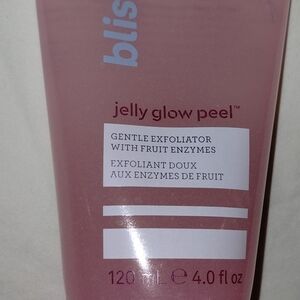 blis
jelly glow peel™
GENTLE EXFOLIATOR
WITH FRUIT ENZYMES
EXFOLIANT DOUX
AUX ENZYMES DE FRUIT
120 mL ℮ 4.0 fl oz